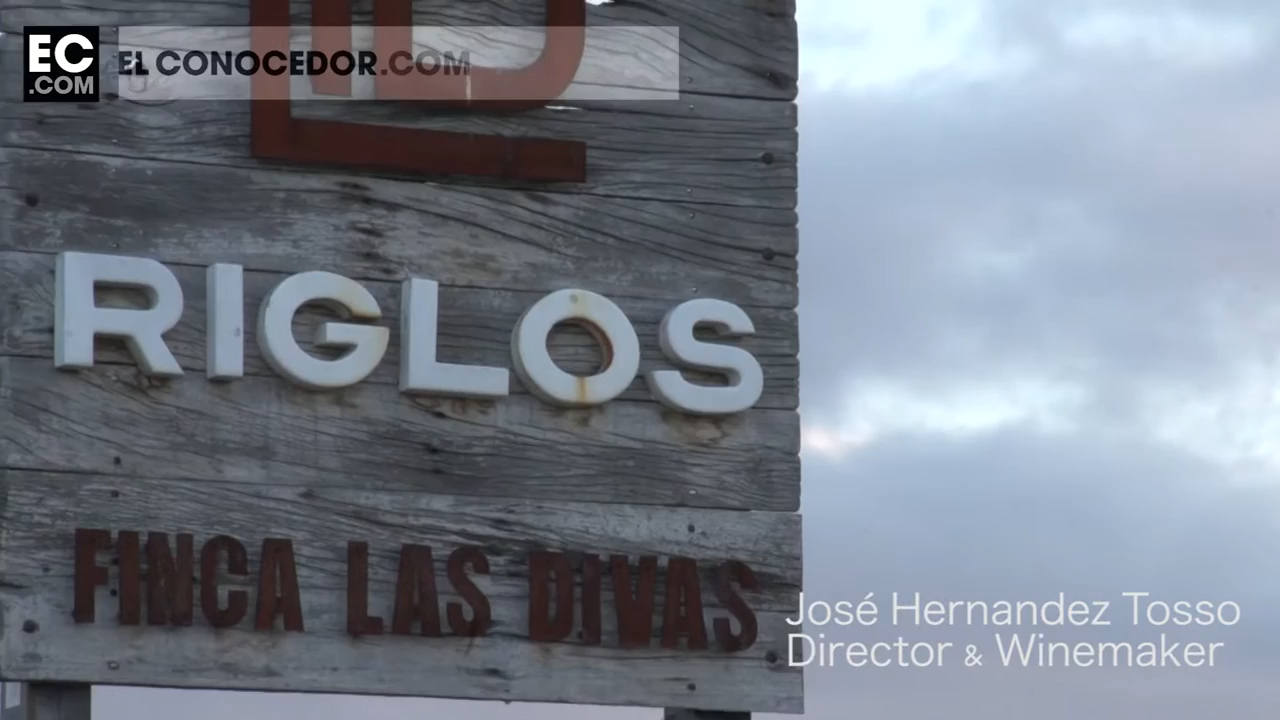 EC
.COM
EL CONOCEDOR.COM
RIGLOS
FINCA LAS DIVAS
José Hernandez Tosso
Director & Winemaker